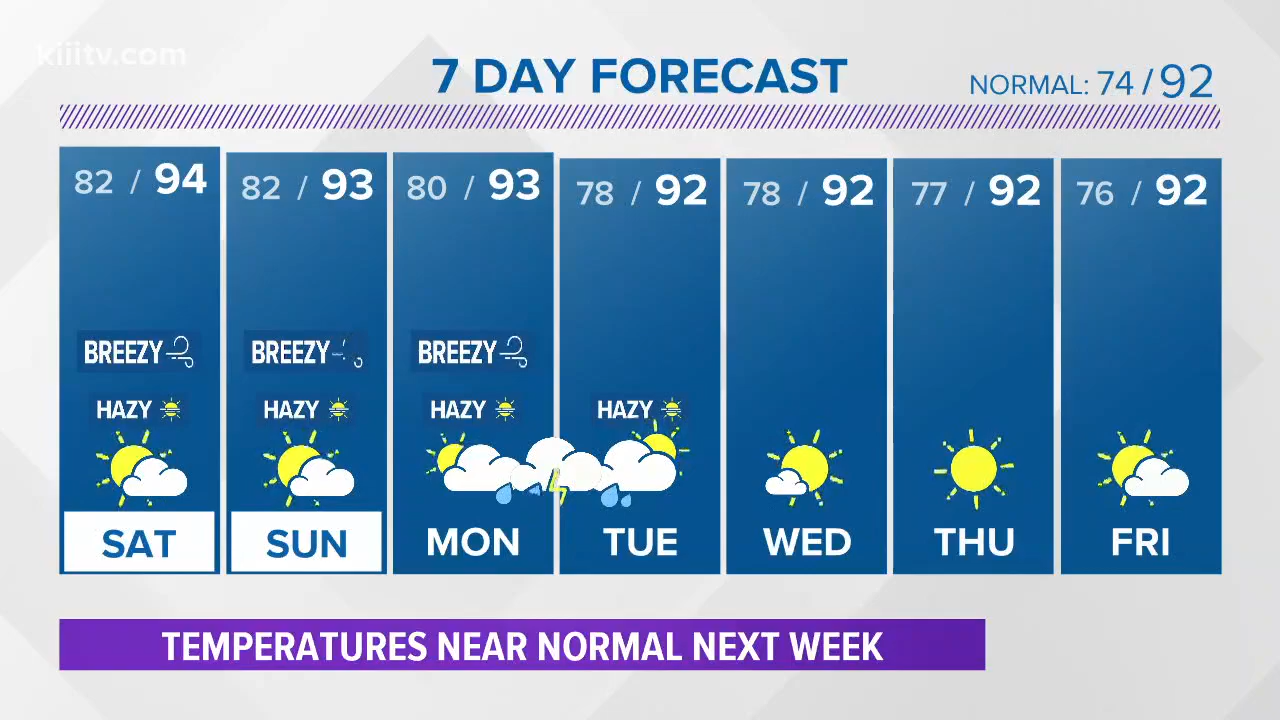 kiiitv.com
7 DAY FORECAST
NORMAL: 74 / 92
82 / 94
82 / 93
80 / 93
78 / 92
78 / 92
77 / 92
76 / 92
BREEZY
BREEZY
BREEZY
HAZY
HAZY
HAZY
HAZY
SAT
SUN
MON
TUE
WED
THU
FRI
TEMPERATURES NEAR NORMAL NEXT WEEK